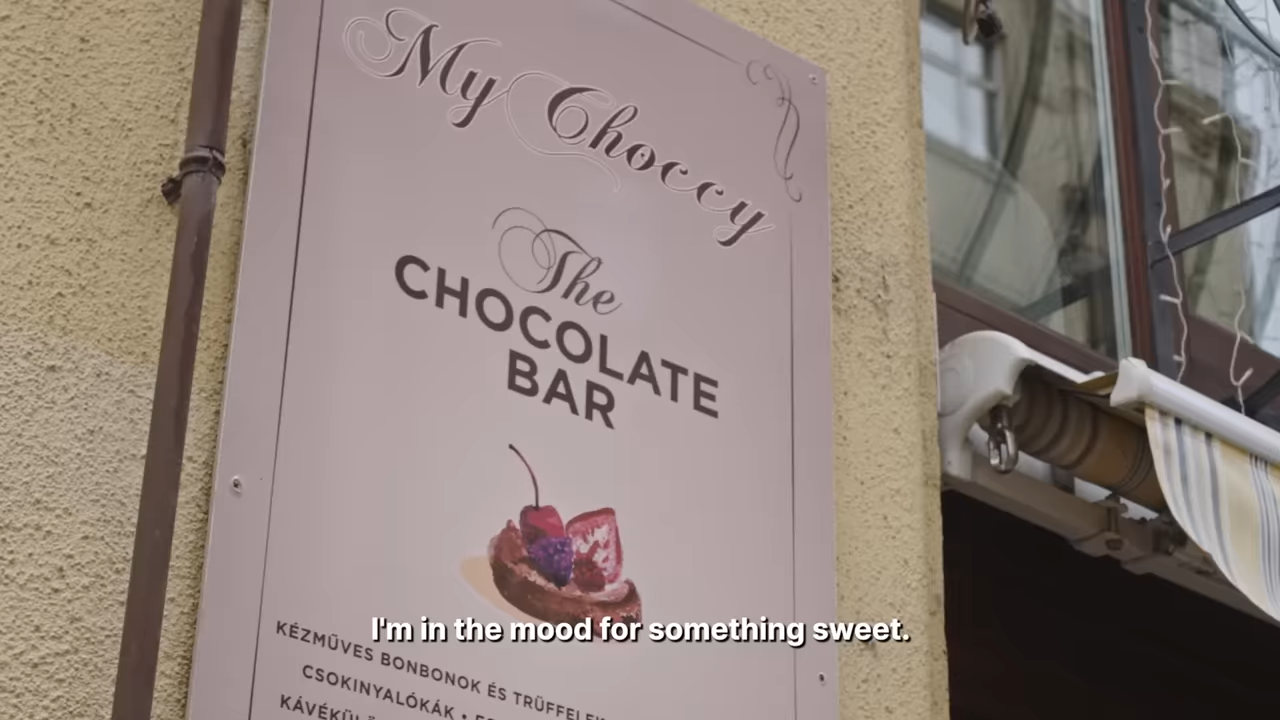 My Choccy
The
CHOCOLATE
BAR
I'm in the mood for something sweet.
KÉZMŰVES BONBONOK ÉS
CSOKINYALÓKÁK •